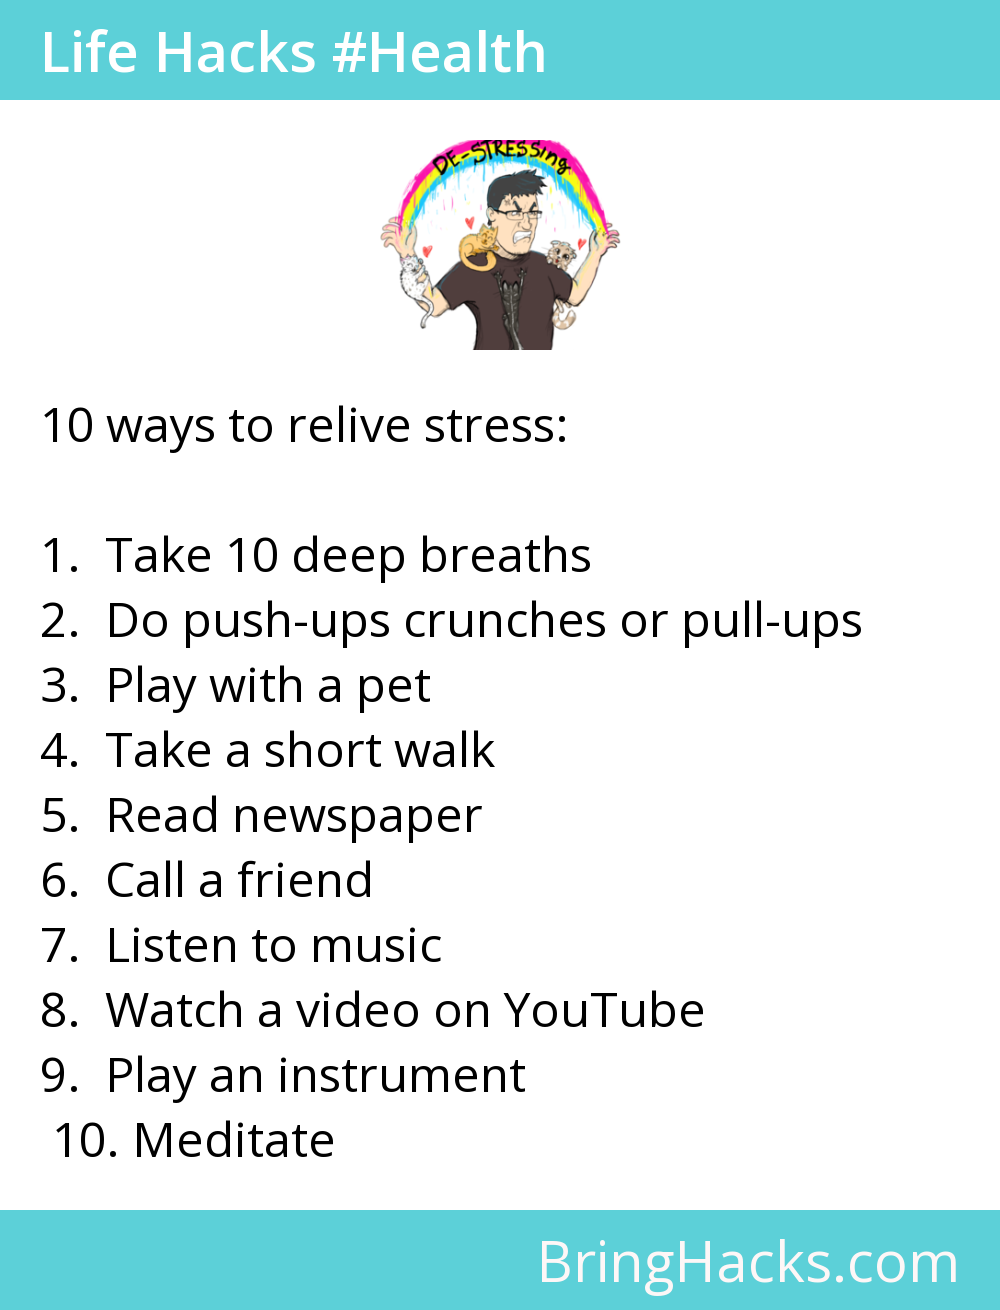 Life Hacks #Health
DE-STRESSing
10 ways to relive stress:
1. Take 10 deep breaths
2. Do push-ups crunches or pull-ups
3. Play with a pet
4. Take a short walk
5. Read newspaper
6. Call a friend
7. Listen to music
8. Watch a video on YouTube
9. Play an instrument
10. Meditate
BringHacks.com